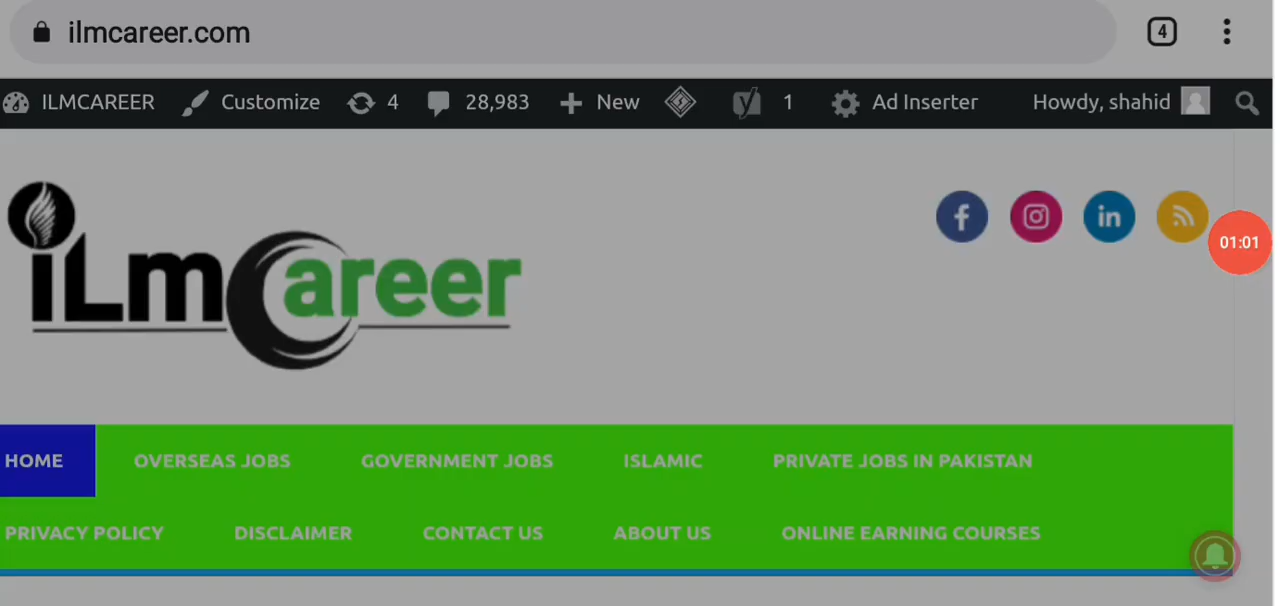 ilmcareer.com 4
ILMCAREER Customize 4 28,983 New 1 Ad Inserter Howdy, shahid
iLmCareer
01:01
HOME OVERSEAS JOBS GOVERNMENT JOBS ISLAMIC PRIVATE JOBS IN PAKISTAN
PRIVACY POLICY DISCLAIMER CONTACT US ABOUT US ONLINE EARNING COURSES